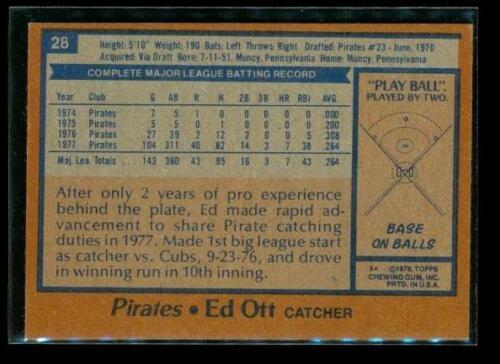 28
Height: 5'10" Weight: 190 Bats: Left Throws: Right Drafted: Pirates #23 - June, 1970
Acquired: Via Draft Born: 7-11-51, Muncy, Pennsylvania Home: Muncy, Pennsylvania
COMPLETE MAJOR LEAGUE BATTING RECORD
Year Club G AB R H 2B 3B HR RBI AVG.
1974 Pirates 7 5 1 0 0 0 0 0 .000
1975 Pirates 5 5 0 1 0 0 0 0 .200
1976 Pirates 27 39 2 12 2 0 0 5 .308
1977 Pirates 104 311 40 82 14 3 7 38 .264
Maj. Lea. Totals 143 360 43 95 16 3 7 43 .264
After only 2 years of pro experience
behind the plate, Ed made rapid ad-
vancement to share Pirate catching
duties in 1977. Made 1st big league start
as catcher vs. Cubs, 9-23-76, and drove
in winning run in 10th inning.
"PLAY BALL"
PLAYED BY TWO.
BASE
ON BALLS
©1978, TOPPS
CHEWING GUM, INC.
PRTD. IN U.S.A.
Pirates • Ed Ott CATCHER